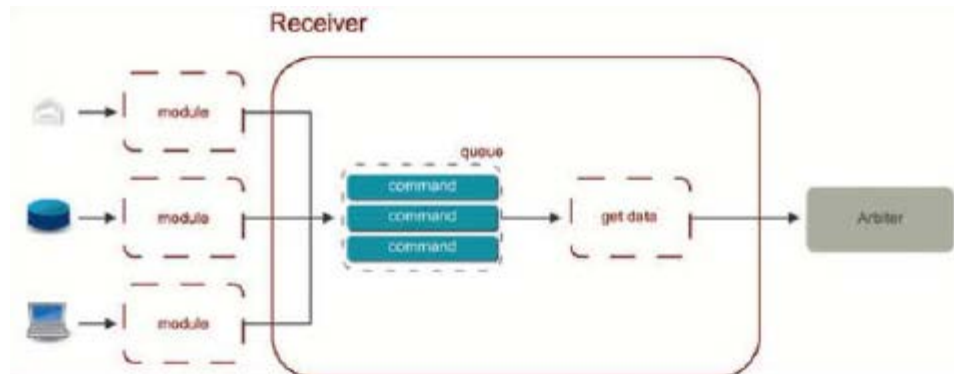 Receiver
module
queue
command
module
command
get data
Arbiter
command
module